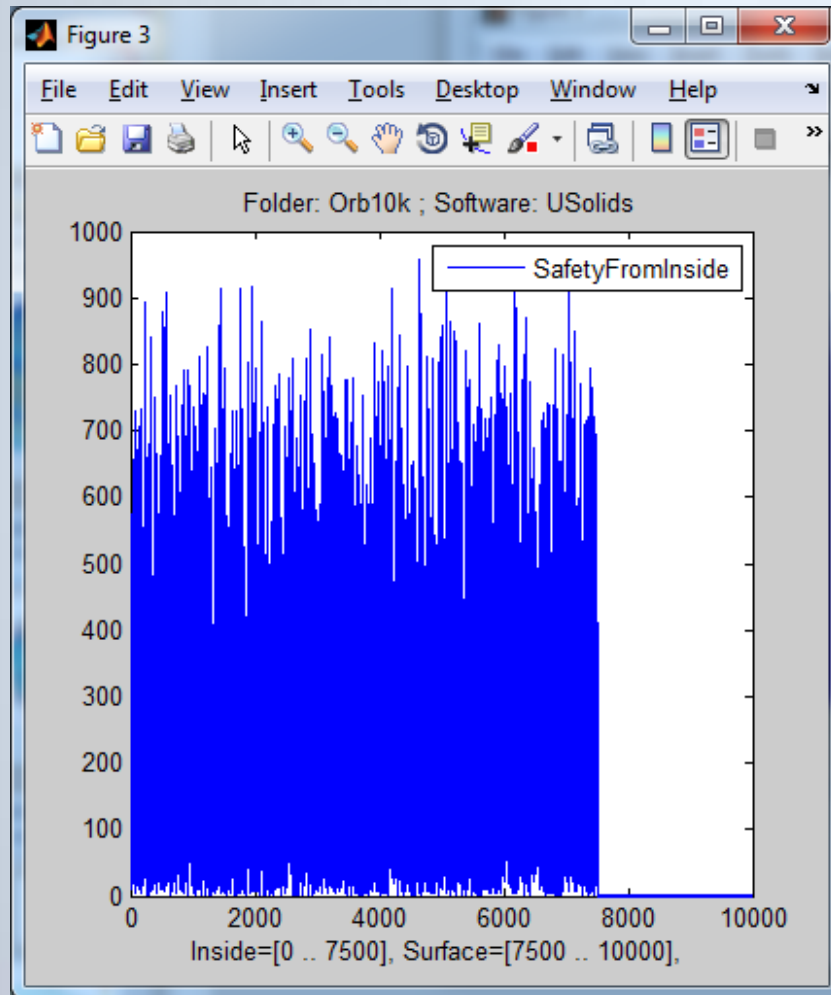 Figure 3
File Edit View Insert Tools Desktop Window Help
Folder: Orb10k ; Software: USolids
SafetyFromInside
1000
900
800
700
600
500
400
300
200
100
0
0 2000 4000 6000 8000 10000
Inside=[0 .. 7500], Surface=[7500 .. 10000],